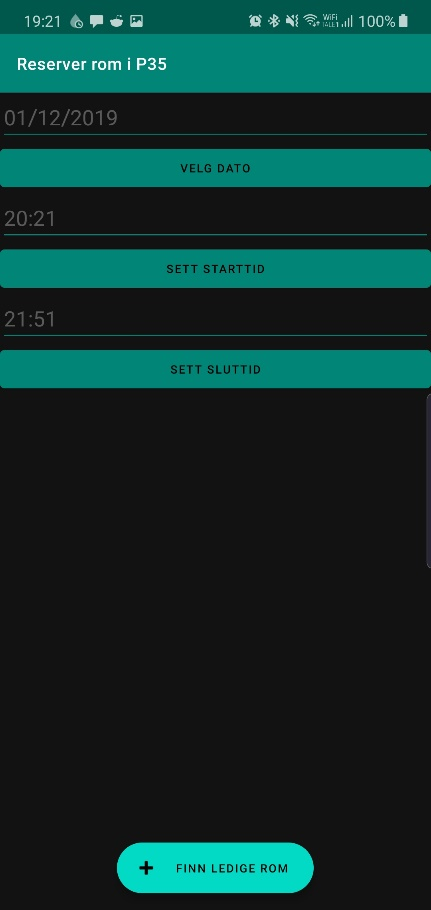 19:21 100%
Reserver rom i P35
01/12/2019
VELG DATO
20:21
SETT STARTTID
21:51
SETT SLUTTID
FINN LEDIGE ROM